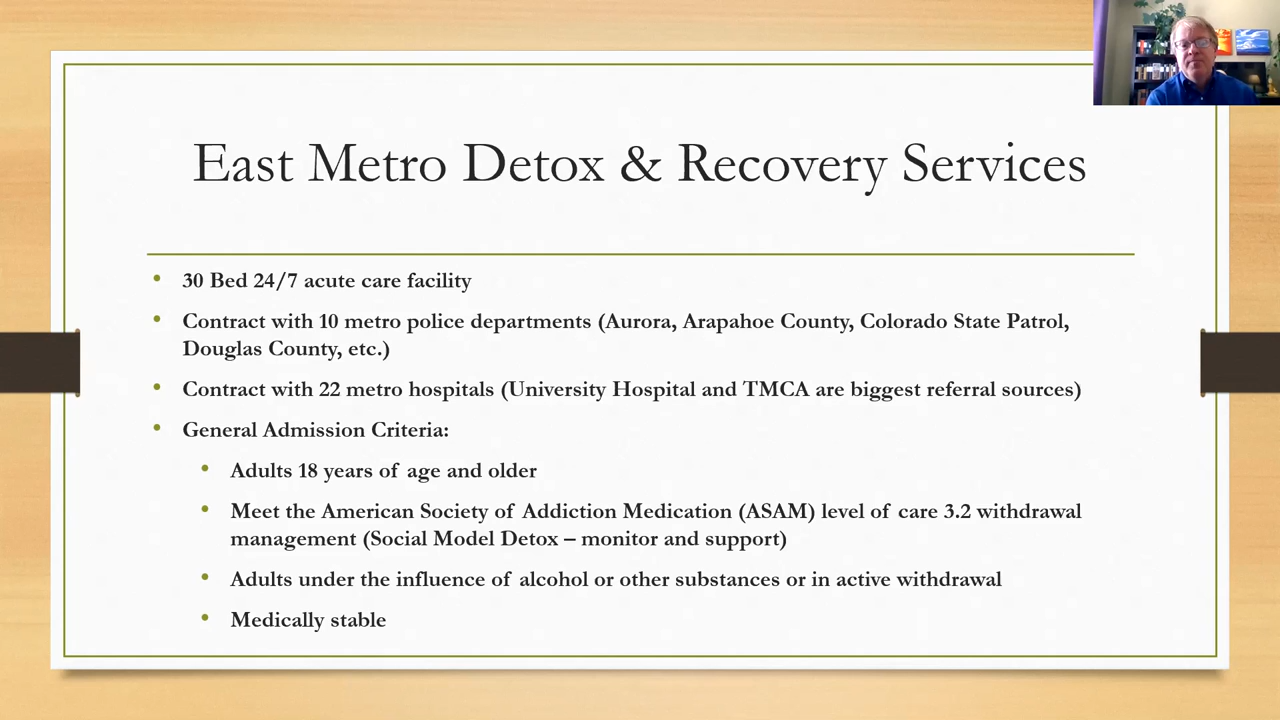 East Metro Detox & Recovery Services
• 30 Bed 24/7 acute care facility
• Contract with 10 metro police departments (Aurora, Arapahoe County, Colorado State Patrol,
Douglas County, etc.)
• Contract with 22 metro hospitals (University Hospital and TMCA are biggest referral sources)
• General Admission Criteria:
• Adults 18 years of age and older
• Meet the American Society of Addiction Medication (ASAM) level of care 3.2 withdrawal
management (Social Model Detox – monitor and support)
• Adults under the influence of alcohol or other substances or in active withdrawal
• Medically stable